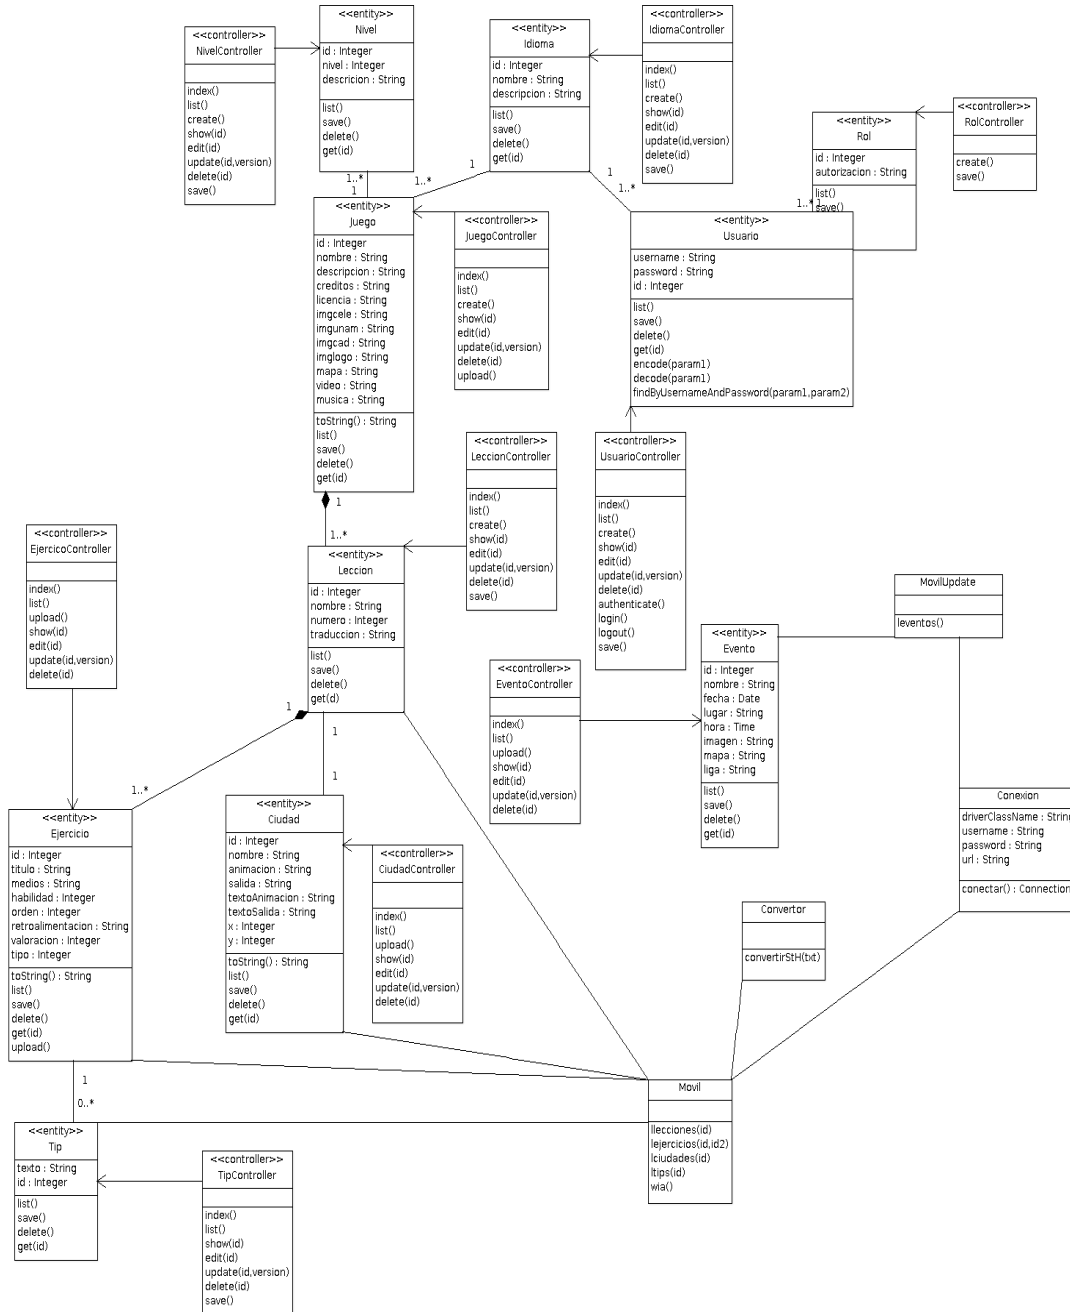 <<controller>>
NivelController
index()
list()
create()
show(id)
edit(id)
update(id,version)
delete(id)
save()
<<entity>>
Nivel
id : Integer
nivel : Integer
descricion : String
list()
save()
delete()
get(id)
<<entity>>
Idioma
id : Integer
nombre : String
descripcion : String
list()
save()
delete()
get(id)
<<controller>>
IdiomaController
index()
list()
create()
show(id)
edit(id)
update(id,version)
delete(id)
save()
<<entity>>
Rol
id : Integer
autorizacion : String
list()
save()
<<controller>>
RolController
create()
save()
1..*
1
1..*
1
1
1..*
1..*
1
<<entity>>
Juego
id : Integer
nombre : String
descripcion : String
creditos : String
licencia : String
imgcele : String
imgunam : String
imgcad : String
imglogo : String
mapa : String
video : String
musica : String
toString() : String
list()
save()
delete()
get(id)
<<controller>>
JuegoController
index()
list()
create()
show(id)
edit(id)
update(id,version)
delete(id)
upload()
<<entity>>
Usuario
username : String
password : String
id : Integer
list()
save()
delete()
get(id)
encode(param1)
decode(param1)
findByUsernameAndPassword(param1,param2)
1
1..*
<<controller>>
LeccionController
index()
list()
create()
show(id)
edit(id)
update(id,version)
delete(id)
save()
<<controller>>
UsuarioController
index()
list()
create()
show(id)
edit(id)
update(id,version)
delete(id)
authenticate()
login()
logout()
save()
<<controller>>
EjercicoController
index()
list()
upload()
show(id)
edit(id)
update(id,version)
delete(id)
<<entity>>
Leccion
id : Integer
nombre : String
numero : Integer
traduccion : String
list()
save()
delete()
get(d)
MovilUpdate
leventos()
<<entity>>
Evento
id : Integer
nombre : String
fecha : Date
lugar : String
hora : Time
imagen : String
mapa : String
liga : String
list()
save()
delete()
get(id)
<<controller>>
EventoController
index()
list()
upload()
show(id)
edit(id)
update(id,version)
delete(id)
1
1..*
1
1
Conexion
driverClassName : String
username : String
password : String
url : String
conectar() : Connection
<<entity>>
Ejercicio
id : Integer
titulo : String
medios : String
habilidad : Integer
orden : Integer
retroalimentacion : String
valoracion : Integer
tipo : Integer
toString() : String
list()
save()
delete()
get(id)
upload()
<<entity>>
Ciudad
id : Integer
nombre : String
animacion : String
salida : String
textoAnimacion : String
textoSalida : String
x : Integer
y : Integer
toString() : String
list()
save()
delete()
get(id)
<<controller>>
CiudadController
index()
list()
upload()
show(id)
edit(id)
update(id,version)
delete(id)
Convertor
convertirStH(txt)
1
0..*
Movil
llecciones(id)
lejercicios(id,id2)
lciudades(id)
ltips(id)
wia()
<<entity>>
Tip
texto : String
id : Integer
list()
save()
delete()
get(id)
<<controller>>
TipController
index()
list()
show(id)
edit(id)
update(id,version)
delete(id)
save()